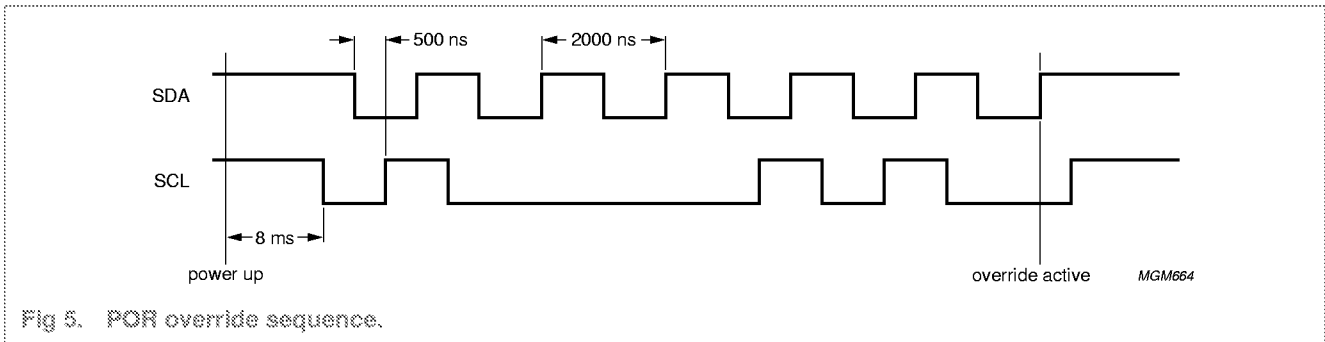 500 ns
2000 ns
SDA
SCL
8 ms
power up
override active
MGM664
Fig 5. POR override sequence.